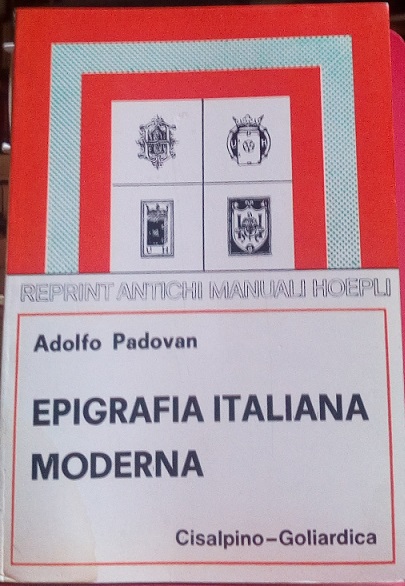 REPRINT ANTICHI MANUALI HOEPLI
Adolfo Padovan
EPIGRAFIA ITALIANA
MODERNA
Cisalpino-Goliardica